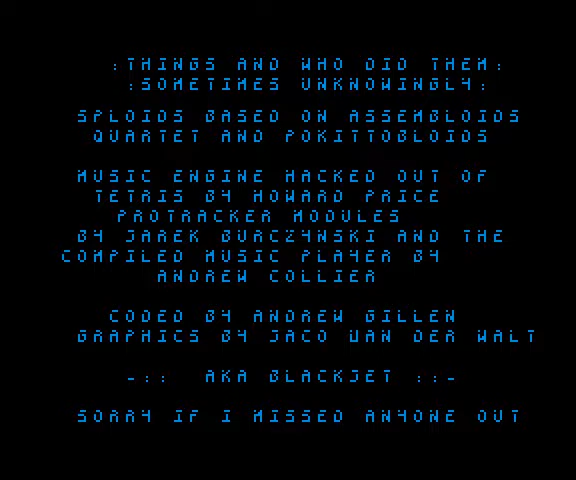 :THINGS AND WHO DID THEM:
:SOMETIMES UNKNOWINGLY:
SPLOIDS BASED ON ASSEMBLOIDS
QUARTET AND POKITTOBLOIDS
MUSIC ENGINE HACKED OUT OF
TETRIS BY HOWARD PRICE
PROTRACKER MODULES
BY JAREK BURCZYNSKI AND THE
COMPILED MUSIC PLAYER BY
ANDREW COLLIER
CODED BY ANDREW GILLEN
GRAPHICS BY JACO VAN DER WALT
-:: AKA BLACKJET ::-
SORRY IF I MISSED ANYONE OUT